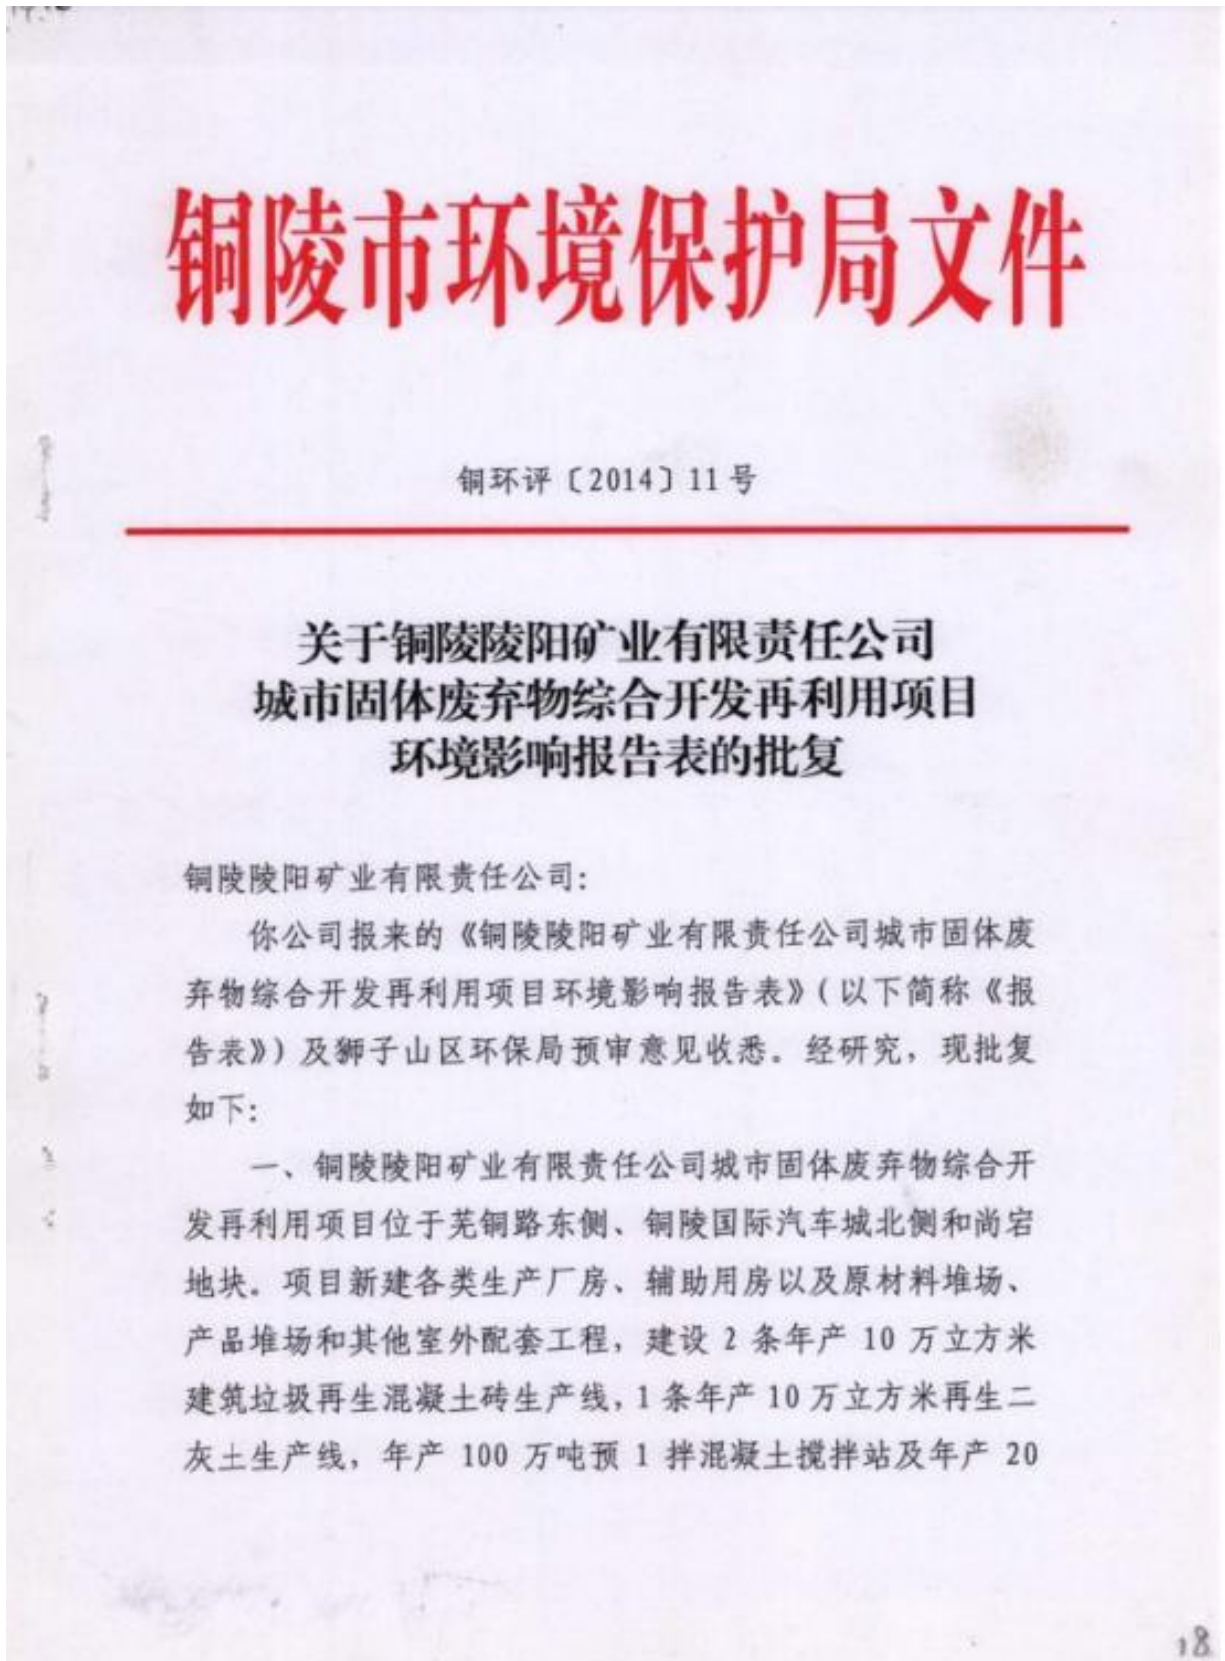 铜陵市环境保护局文件
铜环评〔2014〕11号
关于铜陵陵阳矿业有限责任公司
城市固体废弃物综合开发再利用项目
环境影响报告表的批复
铜陵陵阳矿业有限责任公司:
你公司报来的《铜陵陵阳矿业有限责任公司城市固体废
弃物综合开发再利用项目环境影响报告表》(以下简称《报
告表》)及狮子山区环保局预审意见收悉。经研究，现批复
如下:
一、铜陵陵阳矿业有限责任公司城市固体废弃物综合开
发再利用项目位于芜铜路东侧、铜陵国际汽车城北侧和尚宕
地块。项目新建各类生产厂房、辅助用房以及原材料堆场、
产品堆场和其他室外配套工程，建设 2 条年产 10 万立方米
建筑垃圾再生混凝土砖生产线，1 条年产 10 万立方米再生二
灰土生产线，年产 100 万吨预 1 拌混凝土搅拌站及年产 20
18